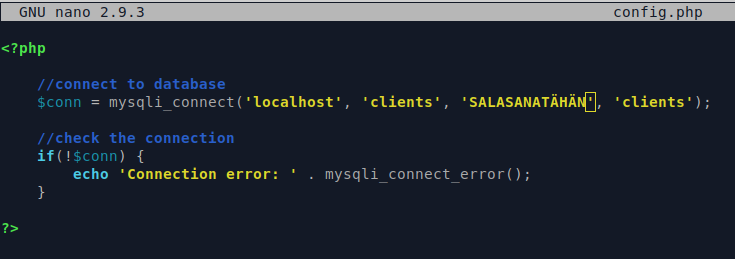 GNU nano 2.9.3 config.php
<?php
//connect to database
$conn = mysqli_connect('localhost', 'clients', 'SALASANATÄHÄN', 'clients');
//check the connection
if(!$conn) {
echo 'Connection error: ' . mysqli_connect_error();
}
?>